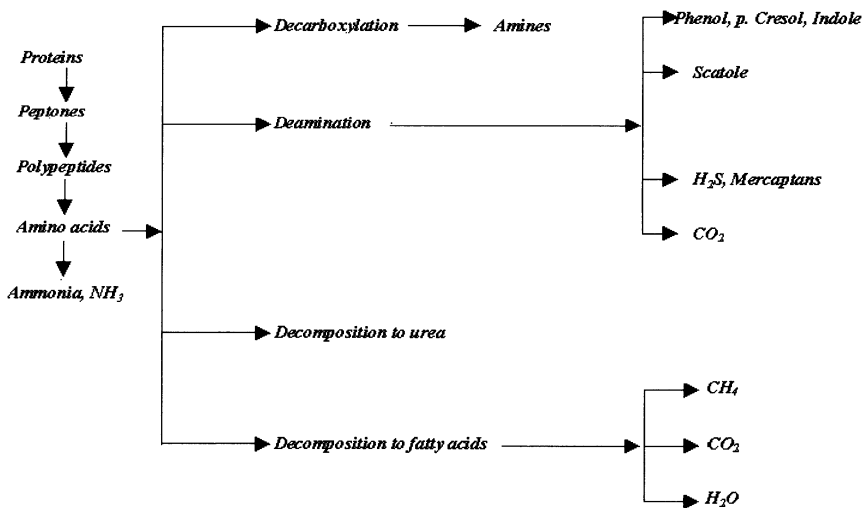 Proteins
Peptones
Polypeptides
Amino acids
Ammonia, NH₃
Decarboxylation
Amines
Deamination
Phenol, p. Cresol, Indole
Scatole
H₂S, Mercaptans
CO₂
Decomposition to urea
Decomposition to fatty acids
CH₄
CO₂
H₂O